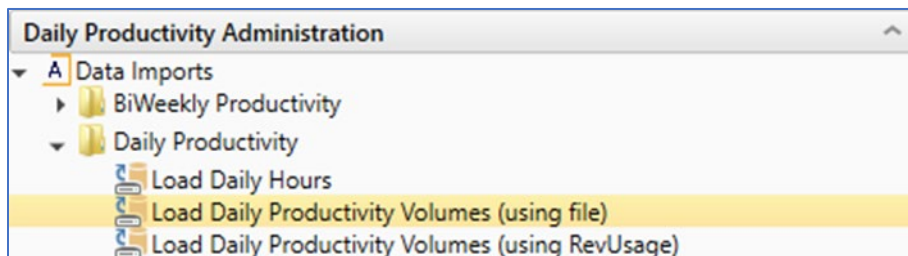 Daily Productivity Administration
A Data Imports
BiWeekly Productivity
Daily Productivity
Load Daily Hours
Load Daily Productivity Volumes (using file)
Load Daily Productivity Volumes (using RevUsage)